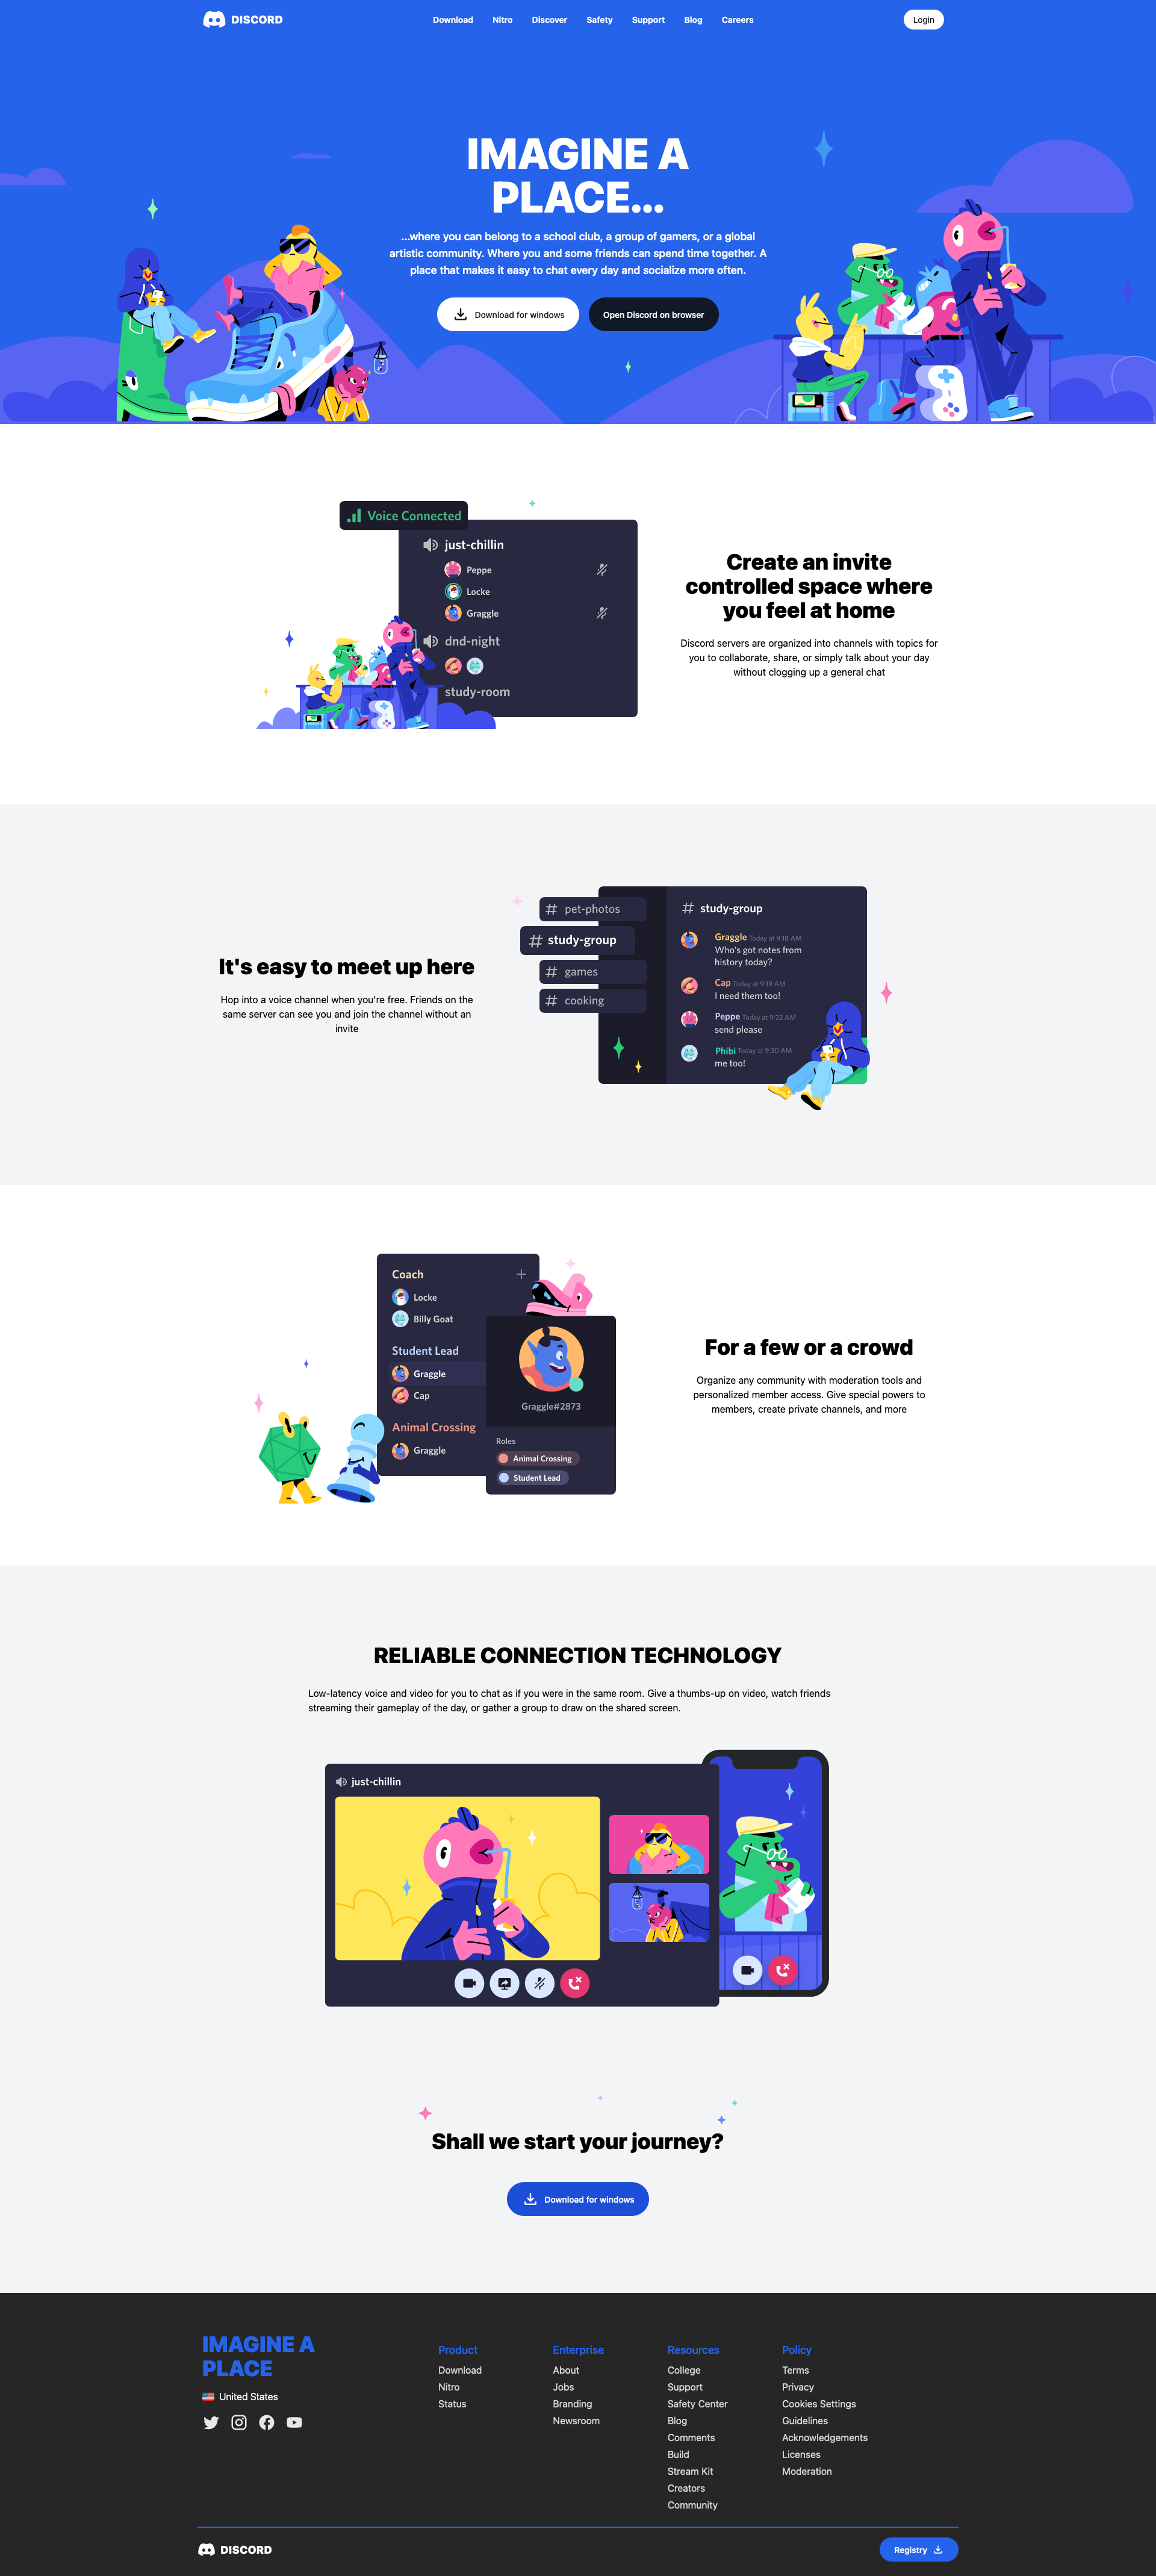 DISCORD
Download
Nitro
Discover
Safety
Support
Blog
Careers
Login
IMAGINE A
PLACE...
...where you can belong to a school club, a group of gamers, or a global
artistic community. Where you and some friends can spend time together. A
place that makes it easy to chat every day and socialize more often.
Download for windows
Open Discord on browser
Voice Connected
just-chillin
Peppe
Locke
Graggle
dnd-night
study-room
Create an invite
controlled space where
you feel at home
Discord servers are organized into channels with topics for
you to collaborate, share, or simply talk about your day
without clogging up a general chat
It's easy to meet up here
Hop into a voice channel when you're free. Friends on the
same server can see you and join the channel without an
invite
# pet-photos
# study-group
# games
# cooking
# study-group
Graggle Today at 9:18 AM
Who's got notes from
history today?
Cap Today at 9:19 AM
I need them too!
Peppe Today at 9:22 AM
send please
Phibi Today at 9:30 AM
me too!
Coach
Locke
Billy Goat
Student Lead
Graggle
Cap
Animal Crossing
Graggle
Graggle#2873
Roles
Animal Crossing
Student Lead
For a few or a crowd
Organize any community with moderation tools and
personalized member access. Give special powers to
members, create private channels, and more
RELIABLE CONNECTION TECHNOLOGY
Low-latency voice and video for you to chat as if you were in the same room. Give a thumbs-up on video, watch friends
streaming their gameplay of the day, or gather a group to draw on the shared screen.
just-chillin
Shall we start your journey?
Download for windows
IMAGINE A
PLACE
United States
Product
Download
Nitro
Status
Enterprise
About
Jobs
Branding
Newsroom
Resources
College
Support
Safety Center
Blog
Comments
Build
Stream Kit
Creators
Community
Policy
Terms
Privacy
Cookies Settings
Guidelines
Acknowledgements
Licenses
Moderation
DISCORD
Registry